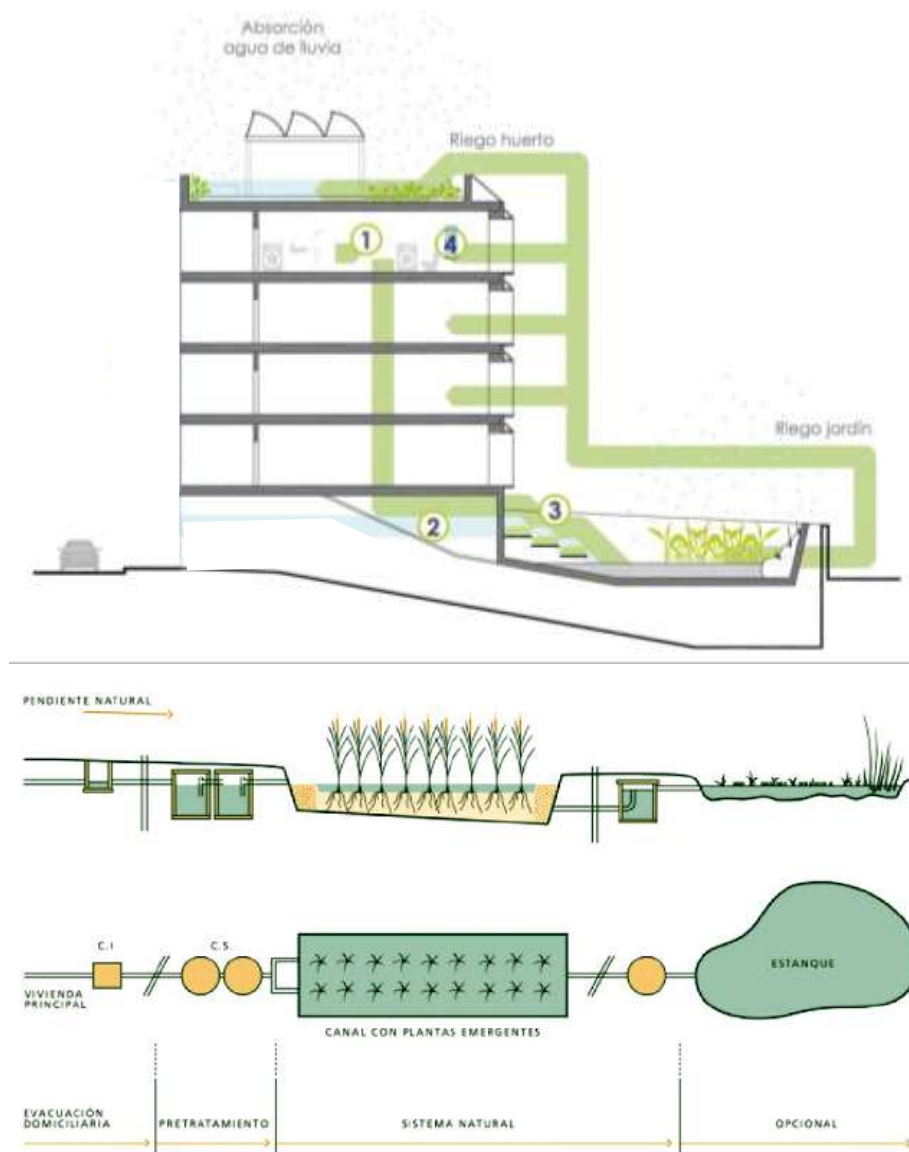 Absorción
agua de lluvia
Riego huerto
1
4
Riego jardín
3
2
PENDIENTE NATURAL
C.I
C.S.
VIVIENDA
PRINCIPAL
ESTANQUE
CANAL CON PLANTAS EMERGENTES
EVACUACIÓN
DOMICILIARIA
PRETRATAMIENTO
SISTEMA NATURAL
OPCIONAL